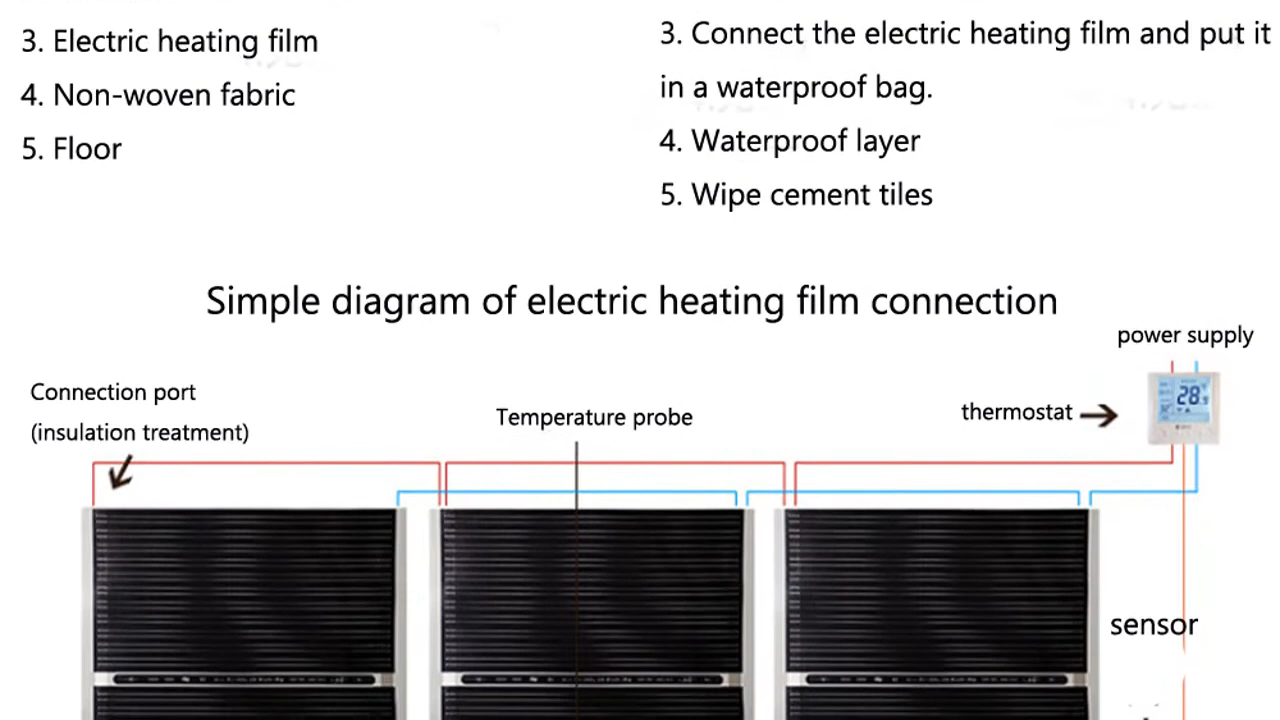 3. Electric heating film
4. Non-woven fabric
5. Floor
3. Connect the electric heating film and put it
in a waterproof bag.
4. Waterproof layer
5. Wipe cement tiles
Simple diagram of electric heating film connection
power supply
Connection port
(insulation treatment)
Temperature probe
thermostat
28
sensor